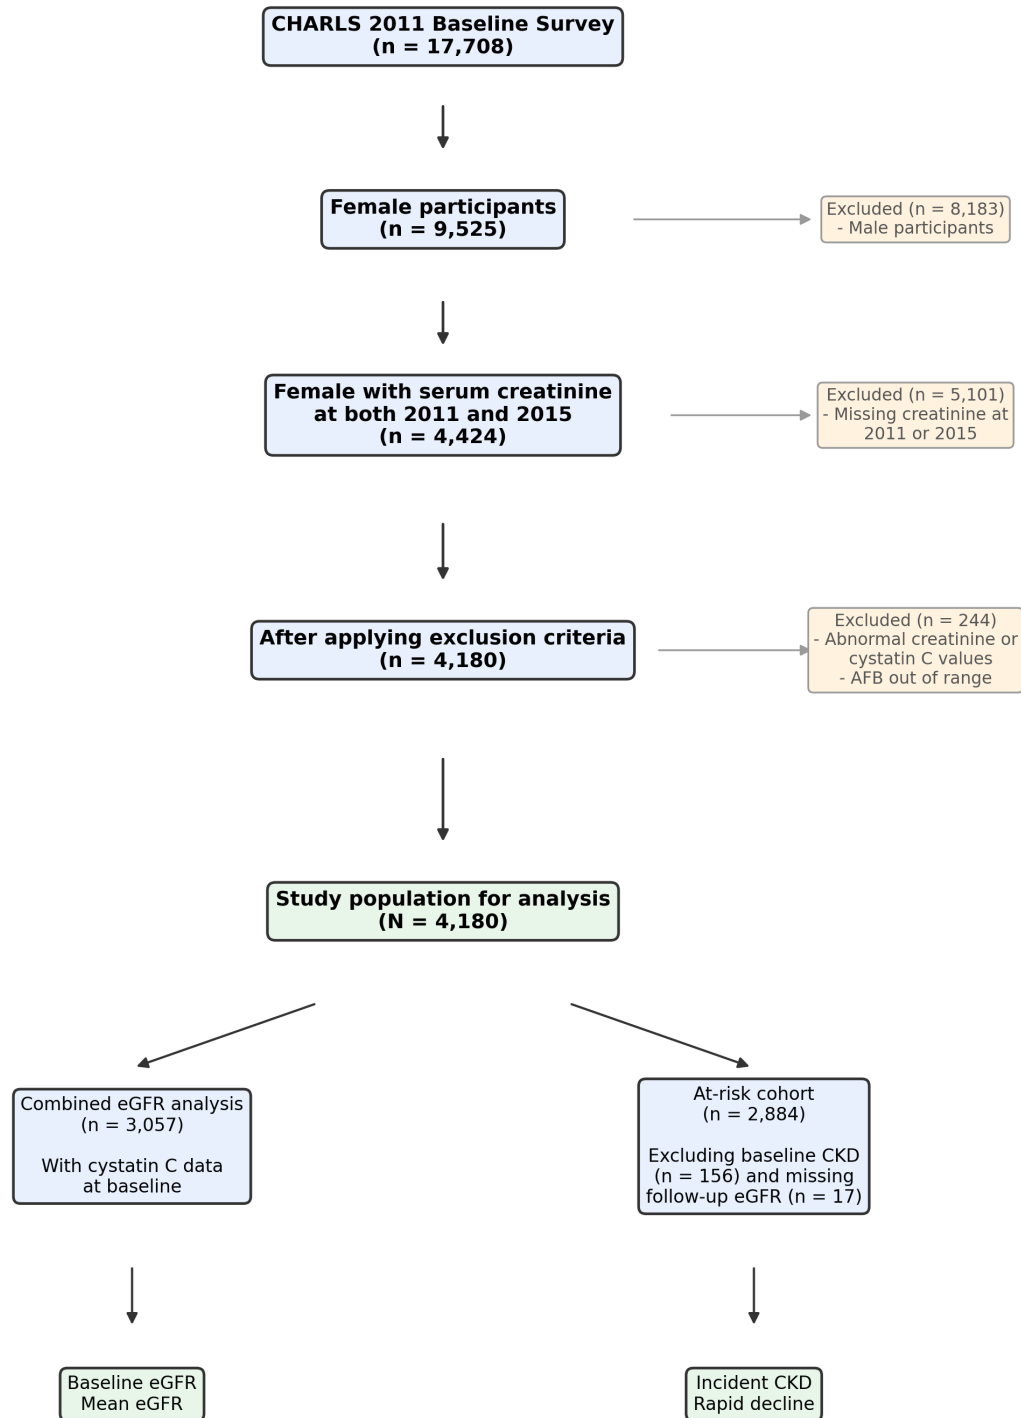 CHARLS 2011 Baseline Survey
(n = 17,708)
Female participants
(n = 9,525)
Excluded (n = 8,183)
- Male participants
Female with serum creatinine
at both 2011 and 2015
(n = 4,424)
Excluded (n = 5,101)
- Missing creatinine at
2011 or 2015
After applying exclusion criteria
(n = 4,180)
Excluded (n = 244)
- Abnormal creatinine or
cystatin C values
- AFB out of range
Study population for analysis
(N = 4,180)
Combined eGFR analysis
(n = 3,057)
With cystatin C data
at baseline
At-risk cohort
(n = 2,884)
Excluding baseline CKD
(n = 156) and missing
follow-up eGFR (n = 17)
Baseline eGFR
Mean eGFR
Incident CKD
Rapid decline